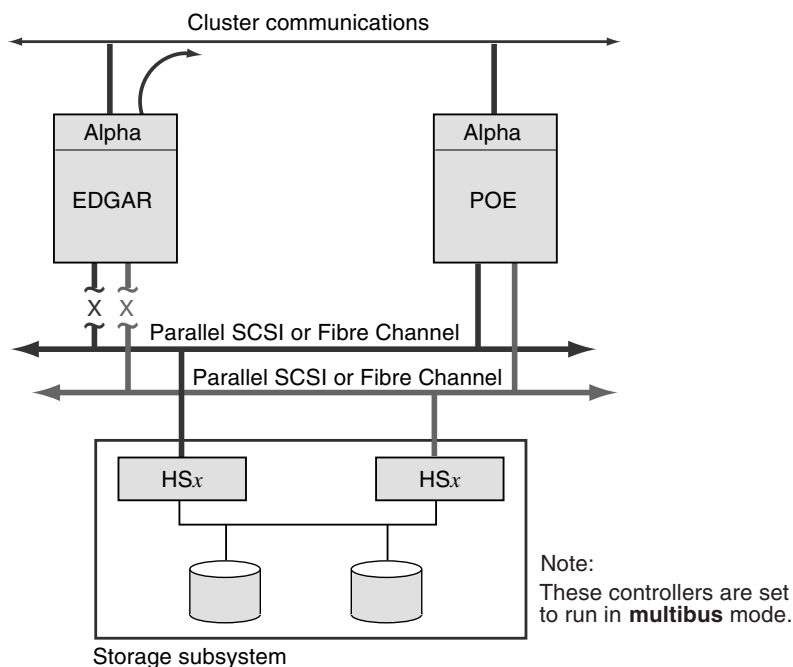 Cluster communications
Alpha
EDGAR
Alpha
POE
X
X
Parallel SCSI or Fibre Channel
Parallel SCSI or Fibre Channel
HSx
HSx
Note:
These controllers are set
to run in multibus mode.
Storage subsystem